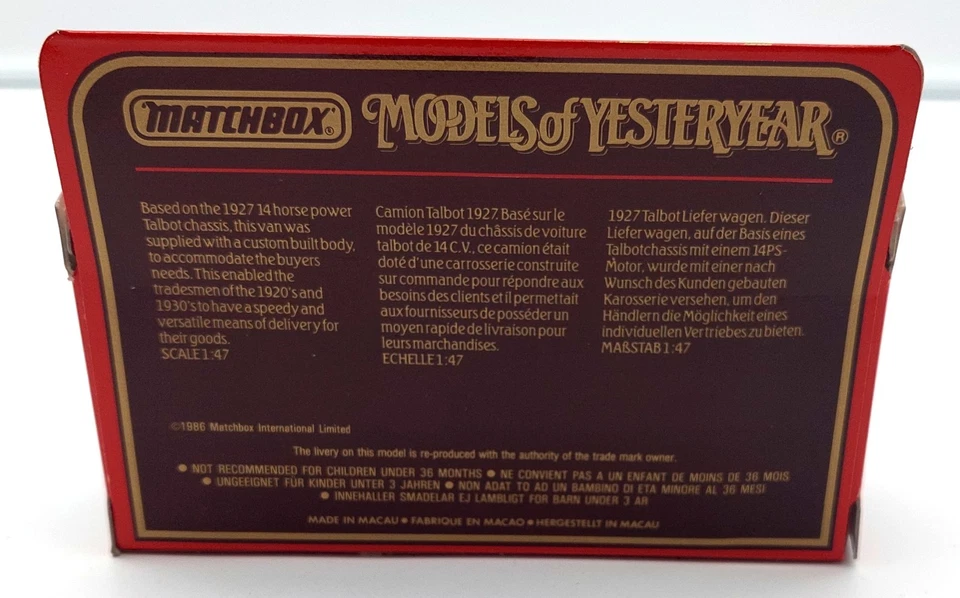 MATCHBOX®
MODELS of YESTERYEAR®
Based on the 1927 14 horse power
Talbot chassis, this van was
supplied with a custom built body,
to accommodate the buyers
needs. This enabled the
tradesmen of the 1920's and
1930's to have a speedy and
versatile means of delivery for
their goods.
SCALE 1:47
Camion Talbot 1927. Basé sur le
modèle 1927 du châssis de voiture
talbot de 14 C.V., ce camion était
doté d'une carrosserie construite
sur commande pour répondre aux
besoins des clients et il permettait
aux fournisseurs de posséder un
moyen rapide de livraison pour
leurs marchandises.
ECHELLE 1:47
1927 Talbot Liefer wagen. Dieser
Liefer wagen, auf der Basis eines
Talbotchassis mit einem 14PS-
Motor, wurde mit einer nach
Wunsch des Kunden gebauten
Karosserie versehen, um den
Händlern die Möglichkeit eines
individuellen Vertriebes zu bieten.
MAßSTAB 1:47
©1986 Matchbox International Limited
The livery on this model is re-produced with the authority of the trade mark owner.
● NOT RECOMMENDED FOR CHILDREN UNDER 36 MONTHS ● NE CONVIENT PAS A UN ENFANT DE MOINS DE 36 MOIS
● UNGEEIGNET FÜR KINDER UNTER 3 JAHREN ● NON ADAT TO AD UN BAMBINO DI ETA MINORE AL 36 MESI
● INNEHALLER SMADELAR EJ LAMBLIGT FOR BARN UNDER 3 AR
MADE IN MACAU ● FABRIQUE EN MACAO ● HERGESTELLT IN MACAU